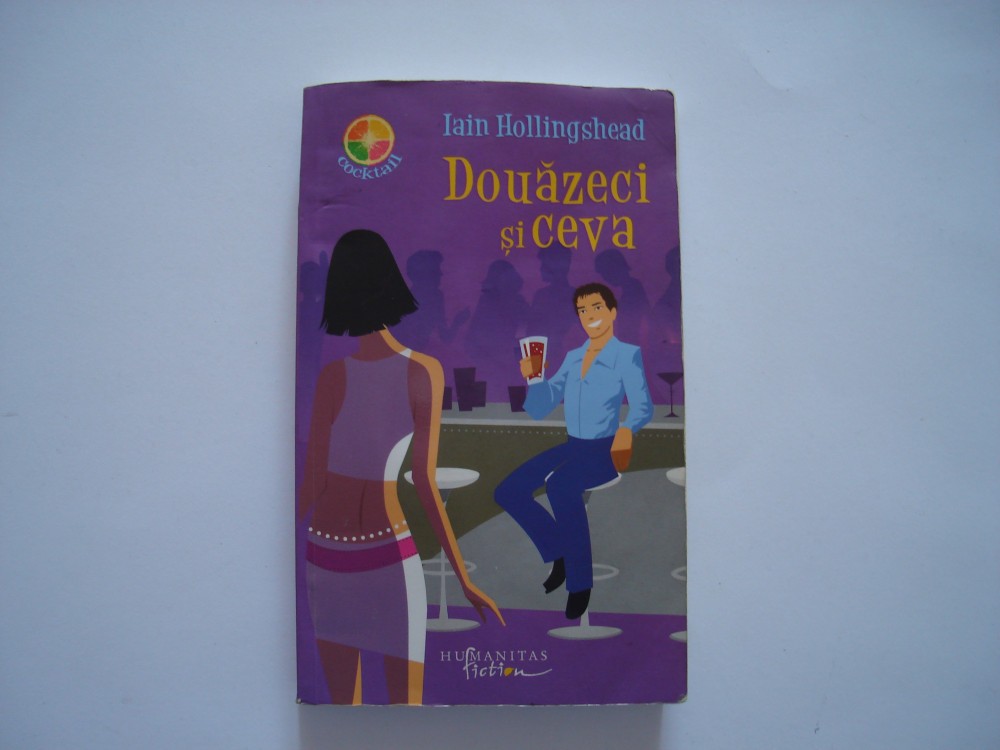 cocktail
Iain Hollingshead
Douăzeci
și ceva
HUMANITAS
fiction